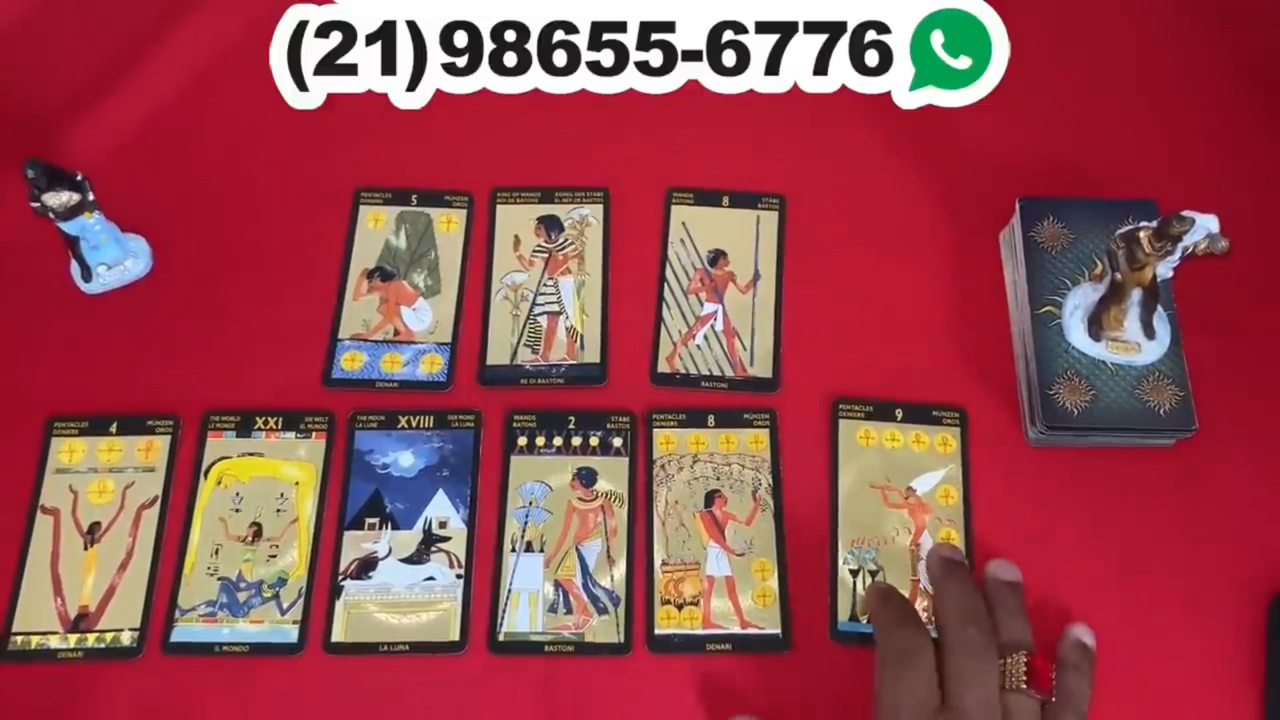 (21)98655-6776
PENTACLES 5 MÜNZEN
DENIERS OROS
DENARI
KING OF WANDS KÖNIG DER STÄBE
ROI DE BATONS EL REY DE BASTOS
RE DI BASTONI
WANDS 8 STÄBE
BATONS BASTOS
BASTONI
PENTACLES 4 MÜNZEN
DENIERS OROS
DENARI
THE WORLD XXI DIE WELT
LE MONDE EL MUNDO
IL MONDO
THE MOON XVIII DER MOND
LA LUNE LA LUNA
LA LUNA
WANDS 2 STÄBE
BATONS BASTOS
BASTONI
PENTACLES 8 MÜNZEN
DENIERS OROS
DENARI
PENTACLES 9 MÜNZEN
DENIERS OROS